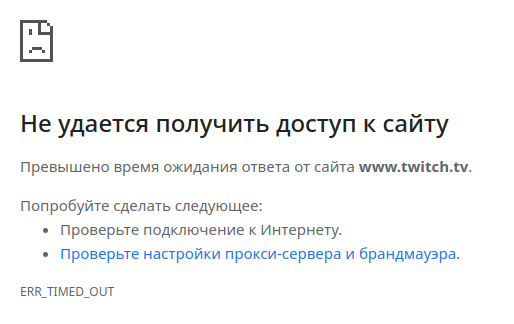 Не удается получить доступ к сайту
Превышено время ожидания ответа от сайта www.twitch.tv.
Попробуйте сделать следующее:
• Проверьте подключение к Интернету.
• Проверьте настройки прокси-сервера и брандмауэра.
ERR_TIMED_OUT